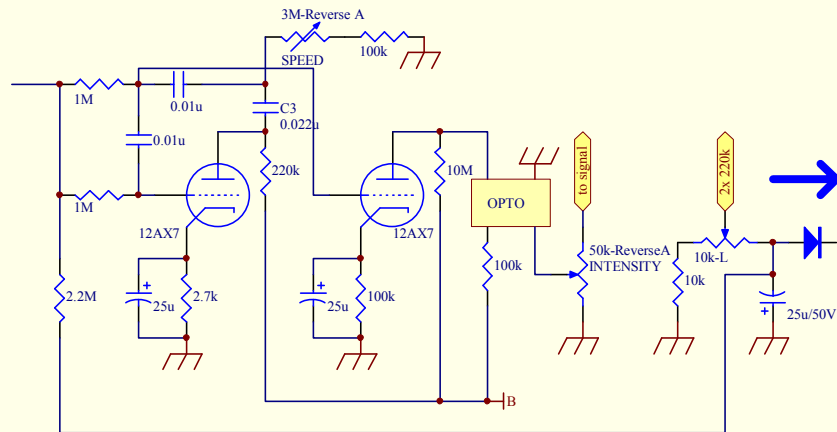 3M-Reverse A
SPEED
100k
1M
0.01u
C3
0.022u
0.01u
1M
220k
10M
OPTO
to signal
2x 220k
12AX7
12AX7
50k-ReverseA
INTENSITY
10k-L
2.2M
+
25u
2.7k
+
25u
100k
100k
10k
+
25u/50V
B